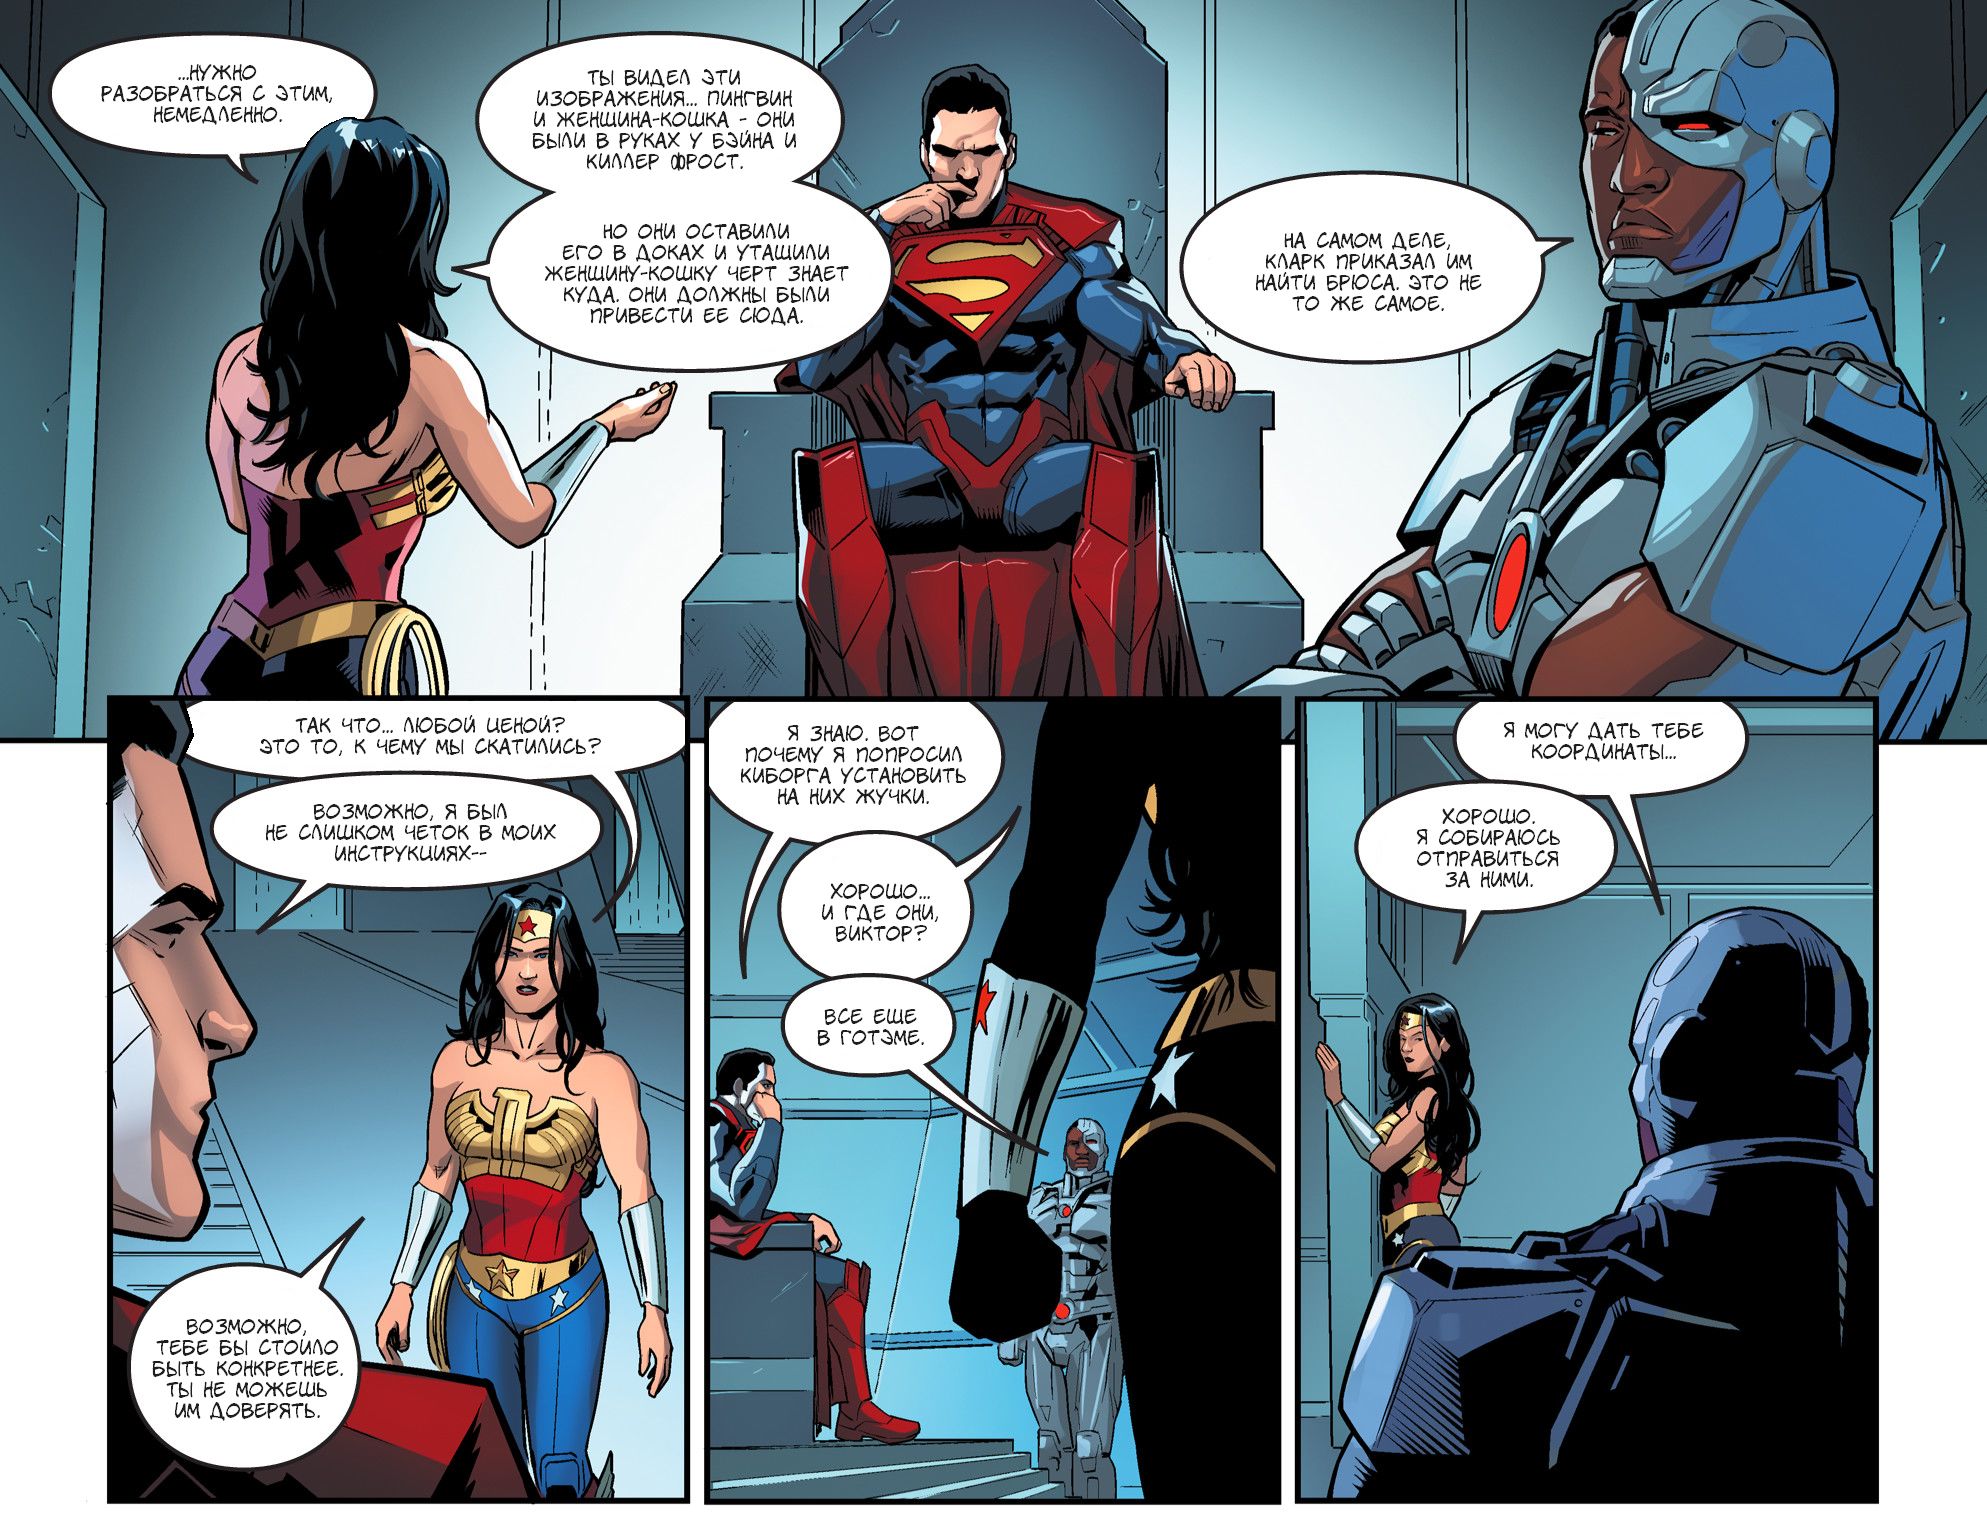 ...НУЖНО
РАЗОБРАТЬСЯ С ЭТИМ,
НЕМЕДЛЕННО.
ТЫ ВИДЕЛ ЭТИ
ИЗОБРАЖЕНИЯ... ПИНГВИН
И ЖЕНЩИНА-КОШКА - ОНИ
БЫЛИ В РУКАХ У БЭЙНА И
КИЛЛЕР ФРОСТ.
НО ОНИ ОСТАВИЛИ
ЕГО В ДОКАХ И УТАЩИЛИ
ЖЕНЩИНУ-КОШКУ ЧЕРТ ЗНАЕТ
КУДА. ОНИ ДОЛЖНЫ БЫЛИ
ПРИВЕСТИ ЕЕ СЮДА.
НА САМОМ ДЕЛЕ,
КЛАРК ПРИКАЗАЛ ИМ
НАЙТИ БРЮСА. ЭТО НЕ
ТО ЖЕ САМОЕ.
ТАК ЧТО... ЛЮБОЙ ЦЕНОЙ?
ЭТО ТО, К ЧЕМУ МЫ СКАТИЛИСЬ?
ВОЗМОЖНО, Я БЫЛ
НЕ СЛИШКОМ ЧЕТОК В МОИХ
ИНСТРУКЦИЯХ--
ВОЗМОЖНО,
ТЕБЕ БЫ СТОИЛО
БЫТЬ КОНКРЕТНЕЕ.
ТЫ НЕ МОЖЕШЬ
ИМ ДОВЕРЯТЬ.
Я ЗНАЮ. ВОТ
ПОЧЕМУ Я ПОПРОСИЛ
КИБОРГА УСТАНОВИТЬ
НА НИХ ЖУЧКИ.
ХОРОШО...
И ГДЕ ОНИ,
ВИКТОР?
ВСЕ ЕЩЕ
В ГОТЭМЕ.
Я МОГУ ДАТЬ ТЕБЕ
КООРДИНАТЫ...
ХОРОШО.
Я СОБИРАЮСЬ
ОТПРАВИТЬСЯ
ЗА НИМИ.